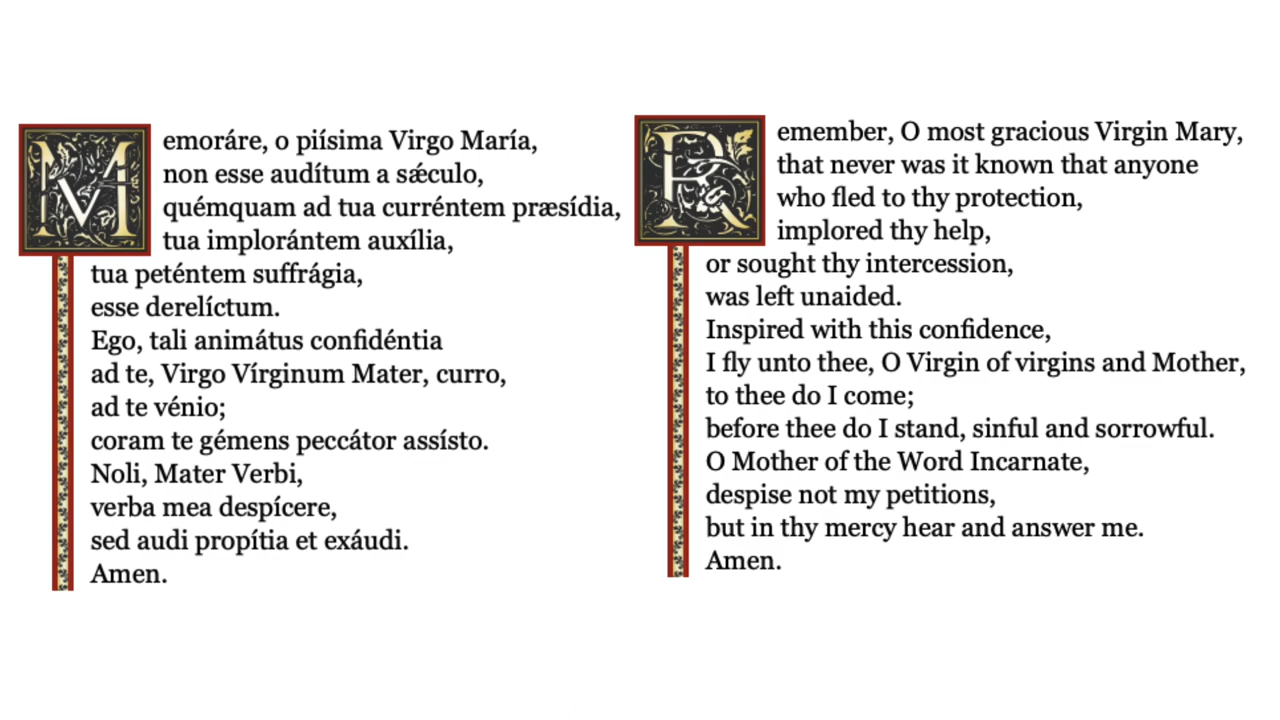 Memoráre, o piísima Virgo María,
non esse audítum a sǽculo,
quémquam ad tua curréntem præsídia,
tua implorántem auxília,
tua peténtem suffrágia,
esse derelíctum.
Ego, tali animátus confidéntia
ad te, Virgo Vírginum Mater, curro,
ad te vénio;
coram te gémens peccátor assísto.
Noli, Mater Verbi,
verba mea despícere,
sed audi propítia et exáudi.
Amen.
Remember, O most gracious Virgin Mary,
that never was it known that anyone
who fled to thy protection,
implored thy help,
or sought thy intercession,
was left unaided.
Inspired with this confidence,
I fly unto thee, O Virgin of virgins and Mother,
to thee do I come;
before thee do I stand, sinful and sorrowful.
O Mother of the Word Incarnate,
despise not my petitions,
but in thy mercy hear and answer me.
Amen.